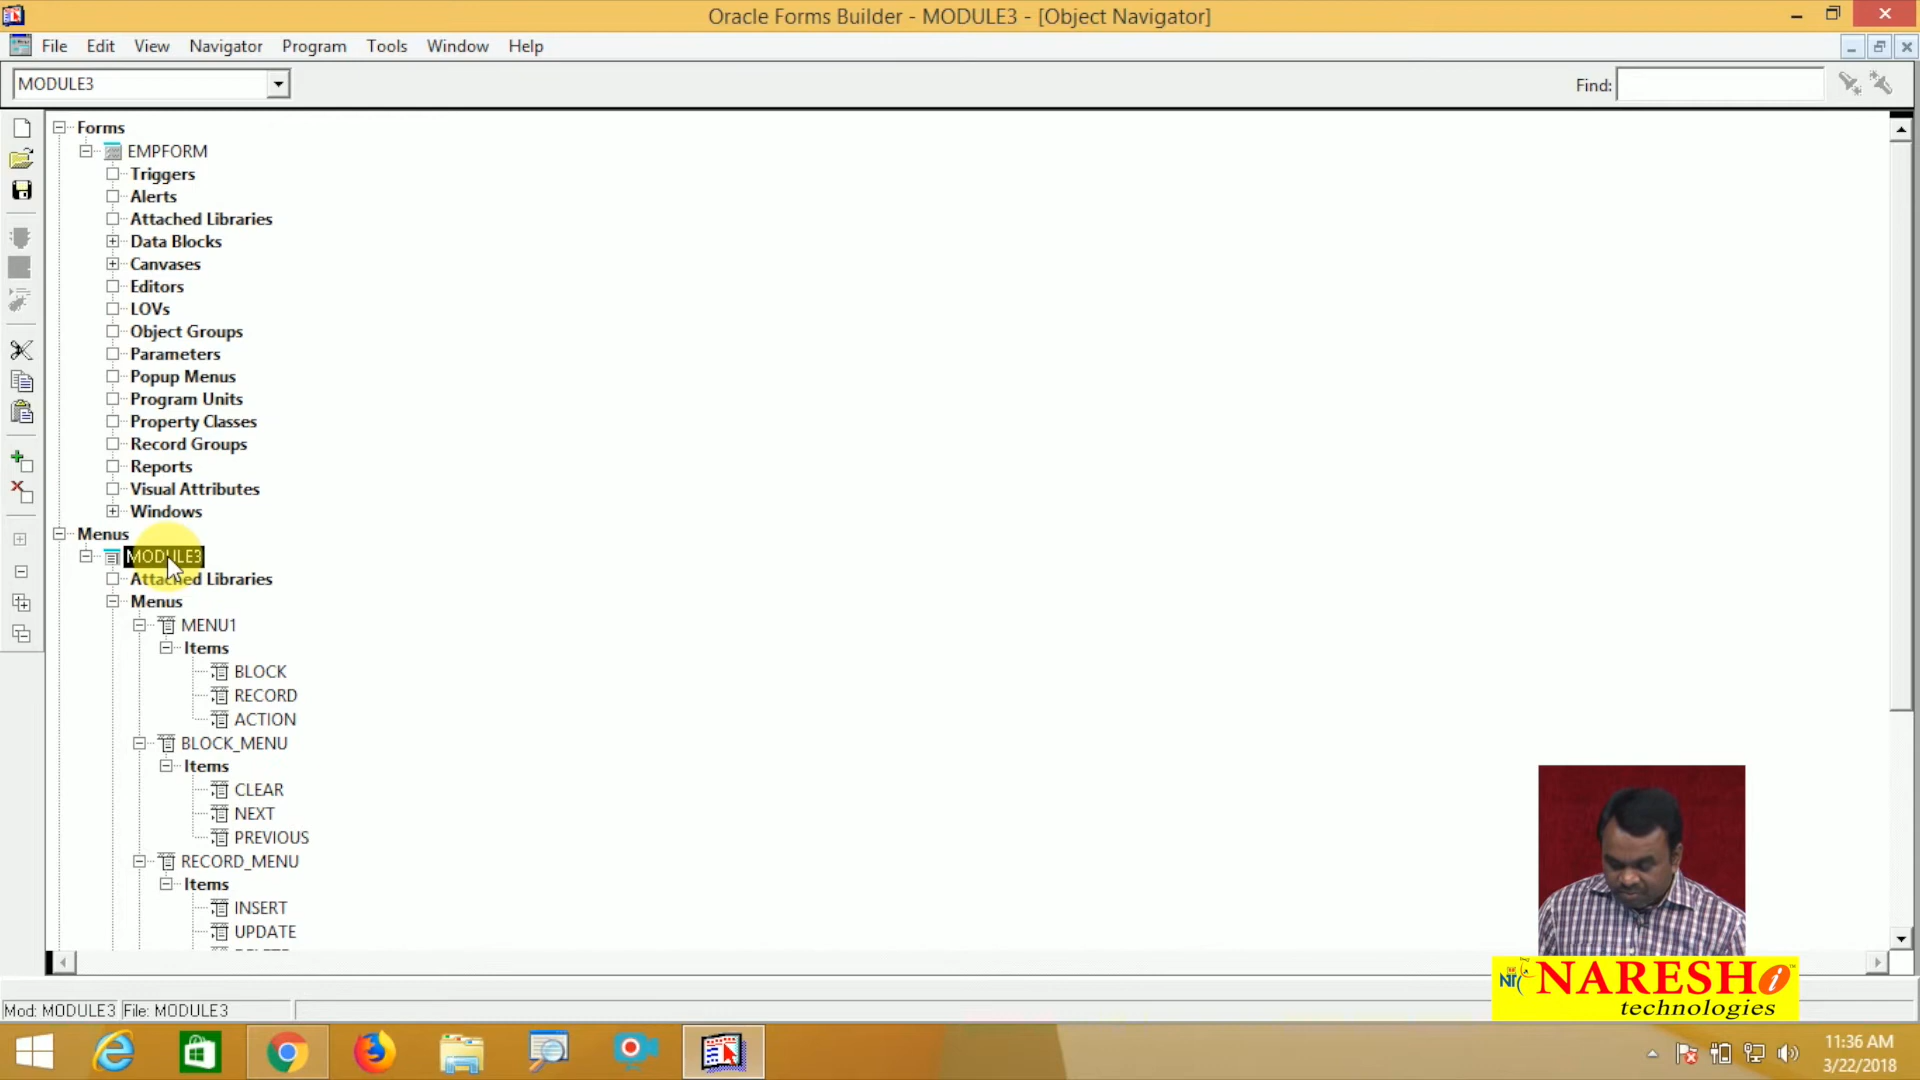 Oracle Forms Builder - MODULE3 - [Object Navigator]
File Edit View Navigator Program Tools Window Help
MODULE3
Find:
Forms
EMPFORM
Triggers
Alerts
Attached Libraries
Data Blocks
Canvases
Editors
LOVs
Object Groups
Parameters
Popup Menus
Program Units
Property Classes
Record Groups
Reports
Visual Attributes
Windows
Menus
MODULE3
Attached Libraries
Menus
MENU1
Items
BLOCK
RECORD
ACTION
BLOCK_MENU
Items
CLEAR
NEXT
PREVIOUS
RECORD_MENU
Items
INSERT
UPDATE
NARESH i
technologies
Mod: MODULE3 File: MODULE3
11:36 AM
3/22/2018